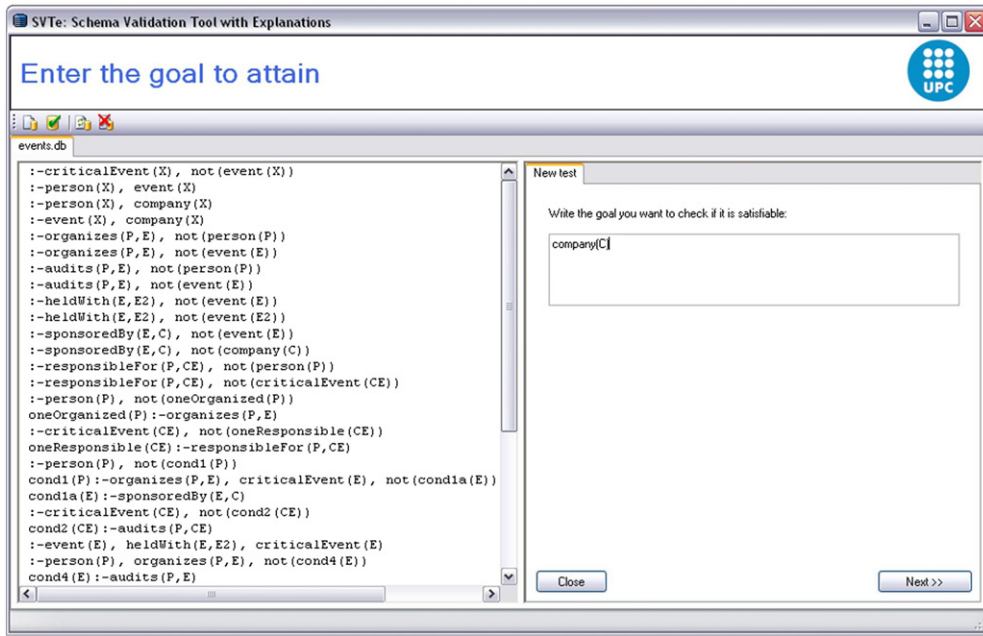 SVTe: Schema Validation Tool with Explanations
Enter the goal to attain
UPC
events.db
:-criticalEvent(X), not(event(X))
:-person(X), event(X)
:-person(X), company(X)
:-event(X), company(X)
:-organizes(P,E), not(person(P))
:-organizes(P,E), not(event(E))
:-audits(P,E), not(person(P))
:-audits(P,E), not(event(E))
:-heldWith(E,E2), not(event(E))
:-heldWith(E,E2), not(event(E2))
:-sponsoredBy(E,C), not(event(E))
:-sponsoredBy(E,C), not(company(C))
:-responsibleFor(P,CE), not(person(P))
:-responsibleFor(P,CE), not(criticalEvent(CE))
:-person(P), not(oneOrganized(P))
oneOrganized(P):-organizes(P,E)
:-criticalEvent(CE), not(oneResponsible(CE))
oneResponsible(CE):-responsibleFor(P,CE)
:-person(P), not(cond1(P))
cond1(P):-organizes(P,E), criticalEvent(E), not(cond1a(E))
cond1a(E):-sponsoredBy(E,C)
:-criticalEvent(CE), not(cond2(CE))
cond2(CE):-audits(P,CE)
:-event(E), heldWith(E,E2), criticalEvent(E)
:-person(P), organizes(P,E), not(cond4(E))
cond4(E):-audits(P,E)
New test
Write the goal you want to check if it is satisfiable:
company(C)
Close
Next >>